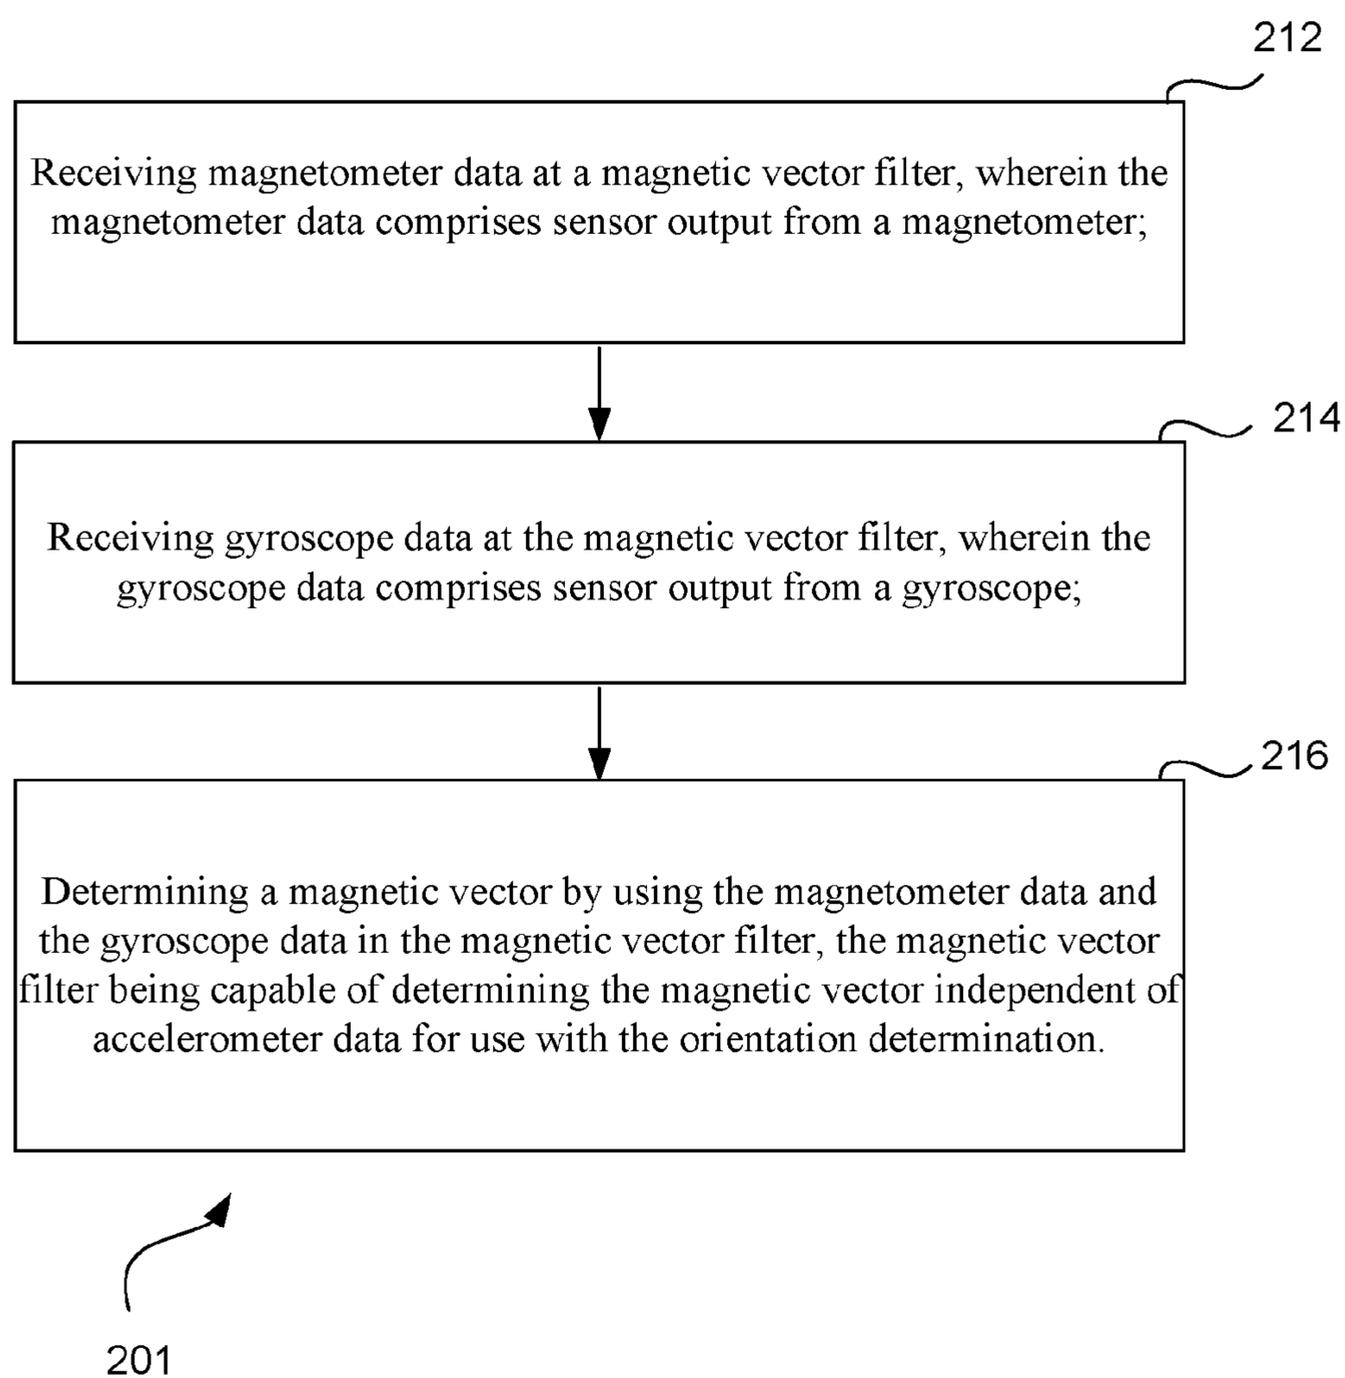 212
Receiving magnetometer data at a magnetic vector filter, wherein the
magnetometer data comprises sensor output from a magnetometer;
214
Receiving gyroscope data at the magnetic vector filter, wherein the
gyroscope data comprises sensor output from a gyroscope;
216
Determining a magnetic vector by using the magnetometer data and
the gyroscope data in the magnetic vector filter, the magnetic vector
filter being capable of determining the magnetic vector independent of
accelerometer data for use with the orientation determination.
201